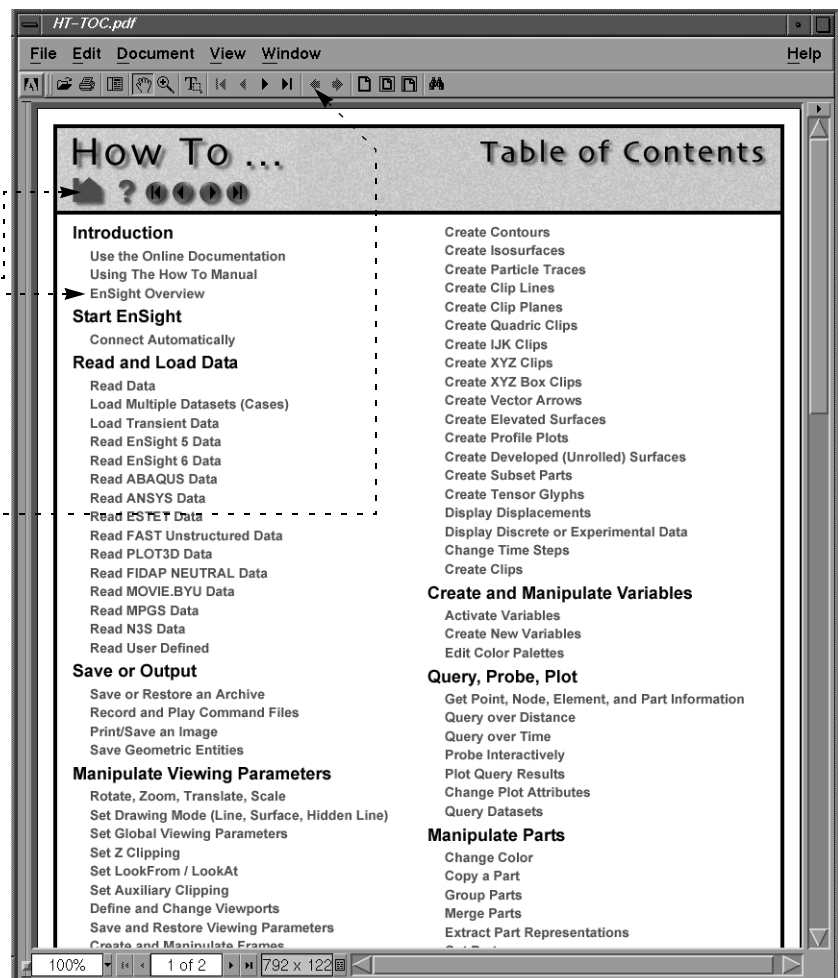 HT-TOC.pdf
File Edit Document View Window Help
How To ...
Table of Contents
?
Introduction
Use the Online Documentation
Using The How To Manual
EnSight Overview
Start EnSight
Connect Automatically
Read and Load Data
Read Data
Load Multiple Datasets (Cases)
Load Transient Data
Read EnSight 5 Data
Read EnSight 6 Data
Read ABAQUS Data
Read ANSYS Data
Read ESTET Data
Read FAST Unstructured Data
Read PLOT3D Data
Read FIDAP NEUTRAL Data
Read MOVIE.BYU Data
Read MPGS Data
Read N3S Data
Read User Defined
Save or Output
Save or Restore an Archive
Record and Play Command Files
Print/Save an Image
Save Geometric Entities
Manipulate Viewing Parameters
Rotate, Zoom, Translate, Scale
Set Drawing Mode (Line, Surface, Hidden Line)
Set Global Viewing Parameters
Set Z Clipping
Set LookFrom / LookAt
Set Auxiliary Clipping
Define and Change Viewports
Save and Restore Viewing Parameters
Create and Manipulate Frames
Create Contours
Create Isosurfaces
Create Particle Traces
Create Clip Lines
Create Clip Planes
Create Quadric Clips
Create IJK Clips
Create XYZ Clips
Create XYZ Box Clips
Create Vector Arrows
Create Elevated Surfaces
Create Profile Plots
Create Developed (Unrolled) Surfaces
Create Subset Parts
Create Tensor Glyphs
Display Displacements
Display Discrete or Experimental Data
Change Time Steps
Create Clips
Create and Manipulate Variables
Activate Variables
Create New Variables
Edit Color Palettes
Query, Probe, Plot
Get Point, Node, Element, and Part Information
Query over Distance
Query over Time
Probe Interactively
Plot Query Results
Change Plot Attributes
Query Datasets
Manipulate Parts
Change Color
Copy a Part
Group Parts
Merge Parts
Extract Part Representations
100% 1 of 2 792 x 122